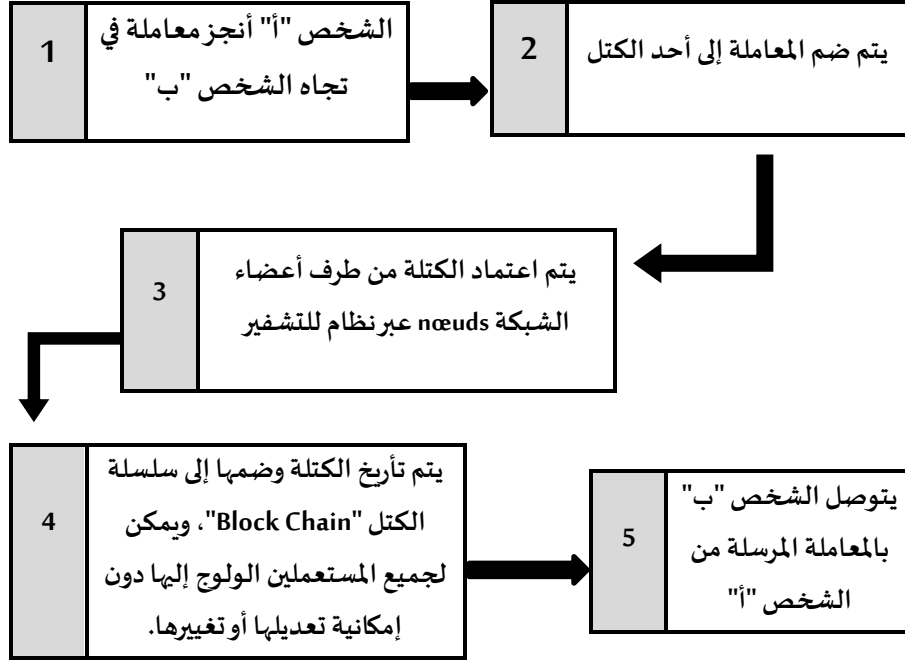 1
الشخص "أ" أنجز معاملة في
تجاه الشخص "ب"
2
يتم ضم المعاملة إلى أحد الكتل
3
يتم اعتماد الكتلة من طرف أعضاء
الشبكة nœuds عبر نظام للتشفير
4
يتم تأريخ الكتلة وضمها إلى سلسلة
الكتل "Block Chain"، ويمكن
لجميع المستعملين الولوج إليها دون
إمكانية تعديلها أو تغييرها.
5
يتوصل الشخص "ب"
بالمعاملة المرسلة من
الشخص "أ"